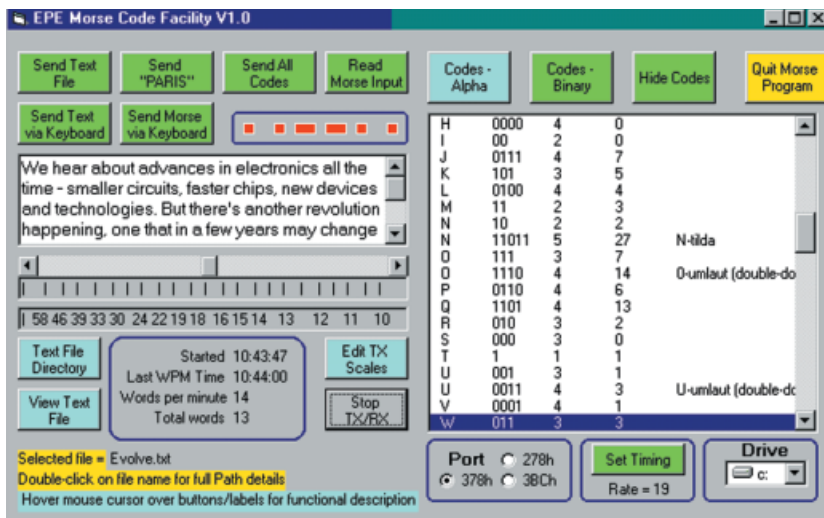 EPE Morse Code Facility V1.0
Send Text File
Send "PARIS"
Send All Codes
Read Morse Input
Codes - Alpha
Codes - Binary
Hide Codes
Quit Morse Program
Send Text via Keyboard
Send Morse via Keyboard
We hear about advances in electronics all the
time - smaller circuits, faster chips, new devices
and technologies. But there's another revolution
happening, one that in a few years may change
58 46 39 33 30 24 22 19 18 16 15 14 13 12 11 10
Text File Directory
View Text File
Started 10:43:47
Last WPM Time 10:44:00
Words per minute 14
Total words 13
Edit TX Scales
Stop TX/RX
Selected file = Evolve.txt
Double-click on file name for full Path details
Hover mouse cursor over buttons/labels for functional description
H 0000 4 0
I 00 2 0
J 0111 4 7
K 101 3 5
L 0100 4 4
M 11 2 3
N 10 2 2
N 11011 5 27 N-tilda
O 111 3 7
O 1110 4 14 O-umlaut (double-do
P 0110 4 6
Q 1101 4 13
R 010 3 2
S 000 3 0
T 1 1 1
U 001 3 1
U 0011 4 3 U-umlaut (double-dc
V 0001 4 1
W 011 3 3
Port 278h
378h 3BCh
Set Timing
Rate = 19
Drive
c: